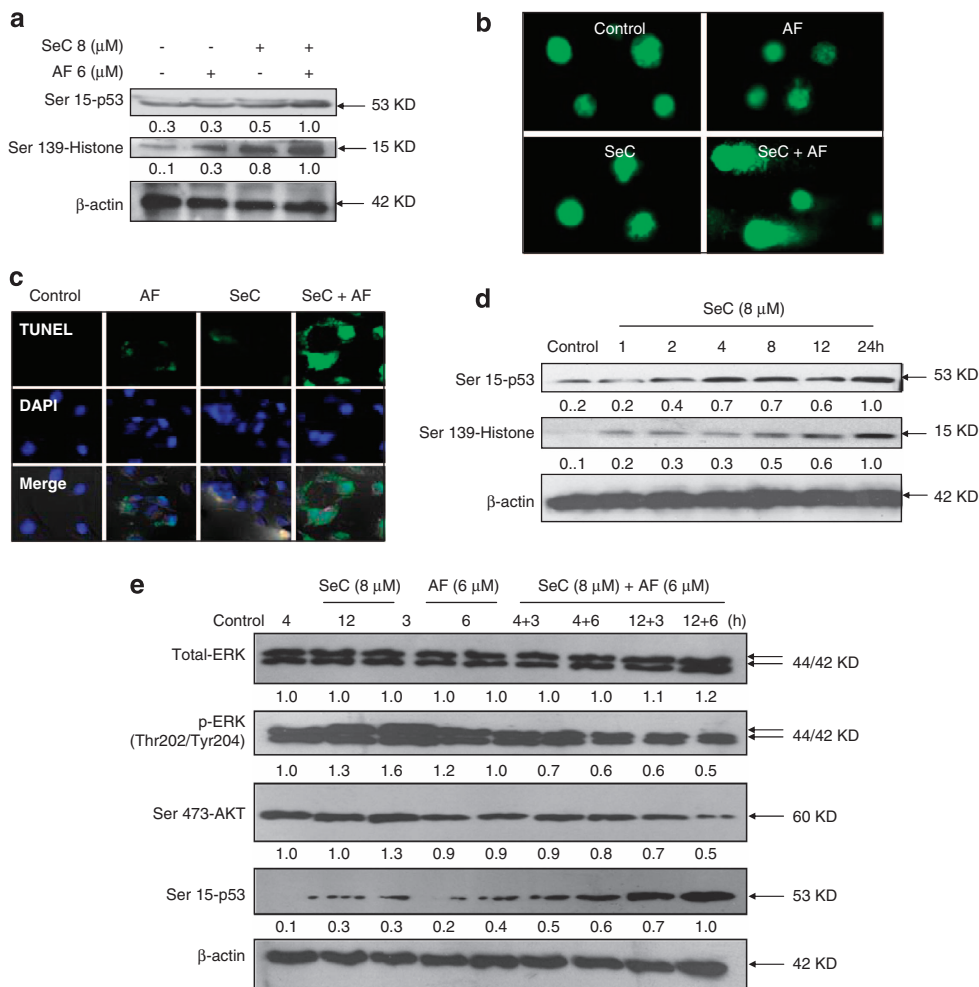 a
SeC 8 (μM) - - + +
AF 6 (μM) - + - +
Ser 15-p53 53 KD
0..3 0.3 0.5 1.0
Ser 139-Histone 15 KD
0..1 0.3 0.8 1.0
β-actin 42 KD
b
Control AF
SeC SeC + AF
c
Control AF SeC SeC + AF
TUNEL
DAPI
Merge
d
SeC (8 μM)
Control 1 2 4 8 12 24h
Ser 15-p53 53 KD
0..2 0.2 0.4 0.7 0.7 0.6 1.0
Ser 139-Histone 15 KD
0..1 0.2 0.3 0.3 0.5 0.6 1.0
β-actin 42 KD
e
SeC (8 μM) AF (6 μM) SeC (8 μM) + AF (6 μM)
Control 4 12 3 6 4+3 4+6 12+3 12+6 (h)
Total-ERK 44/42 KD
1.0 1.0 1.0 1.0 1.0 1.0 1.0 1.1 1.2
p-ERK
(Thr202/Tyr204) 44/42 KD
1.0 1.3 1.6 1.2 1.0 0.7 0.6 0.6 0.5
Ser 473-AKT 60 KD
1.0 1.0 1.3 0.9 0.9 0.9 0.8 0.7 0.5
Ser 15-p53 53 KD
0.1 0.3 0.3 0.2 0.4 0.5 0.6 0.7 1.0
β-actin 42 KD